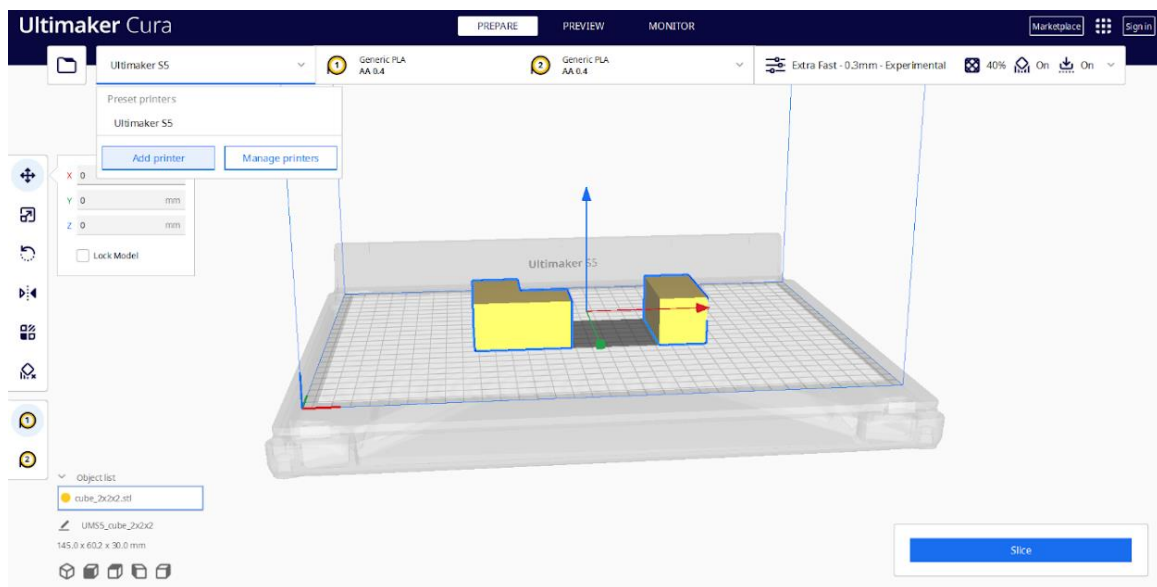 Ultimaker Cura
PREPARE
PREVIEW
MONITOR
Marketplace
Sign in
Ultimaker S5
1
Generic PLA
AA 0.4
2
Generic PLA
AA 0.4
Extra Fast - 0.3mm - Experimental
40%
On
On
Preset printers
Ultimaker S5
Add printer
Manage printers
X 0
Y 0 mm
Z 0 mm
Lock Model
Ultimaker S5
1
2
Object list
cube_2x2x2.stl
UMS5_cube_2x2x2
145.0 x 60.2 x 30.0 mm
Slice